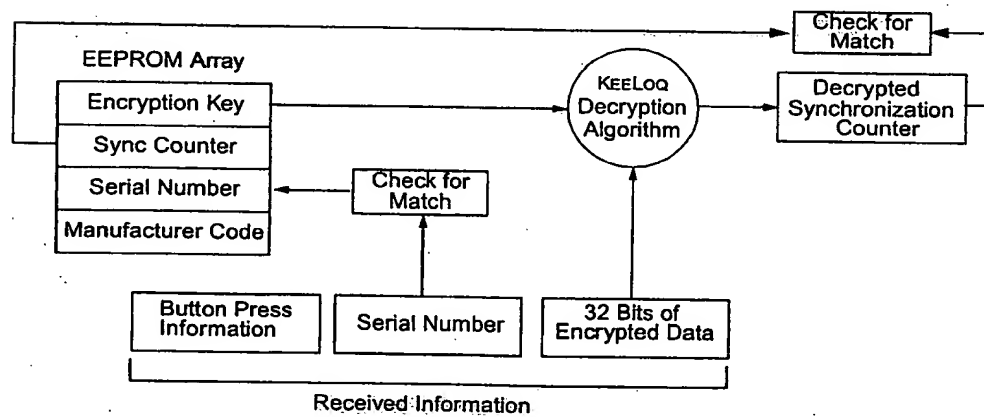 Check for
Match
EEPROM Array
Encryption Key
Sync Counter
Serial Number
Manufacturer Code
KEELOQ
Decryption
Algorithm
Decrypted
Synchronization
Counter
Check for
Match
Button Press
Information
Serial Number
32 Bits of
Encrypted Data
Received Information